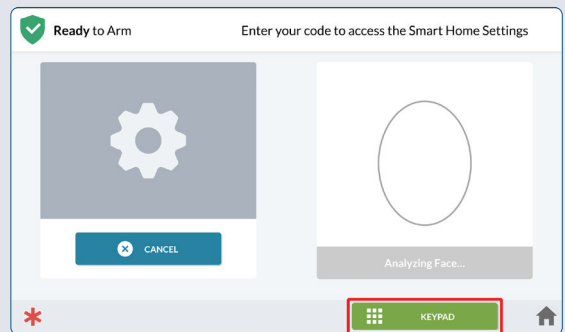 Ready to Arm
Enter your code to access the Smart Home Settings
CANCEL
Analyzing Face...
KEYPAD